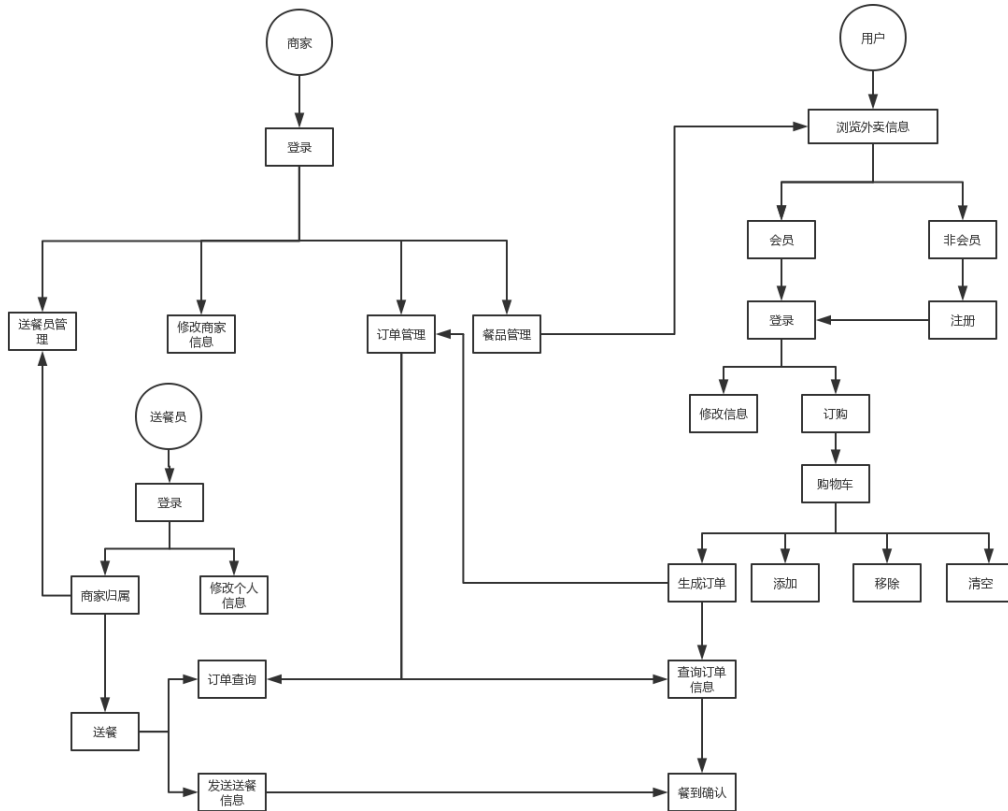 商家
用户
浏览外卖信息
登录
会员
非会员
送餐员管
理
修改商家
信息
订单管理
餐品管理
登录
注册
送餐员
修改信息
订购
登录
购物车
商家归属
修改个人
信息
生成订单
添加
移除
清空
订单查询
查询订单
信息
送餐
发送送餐
信息
餐到确认